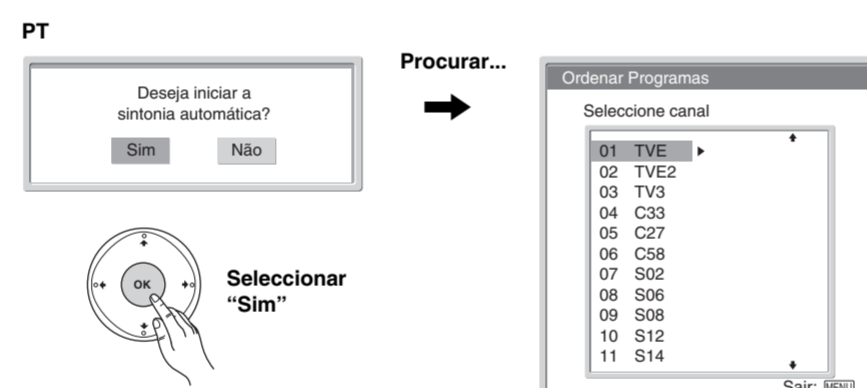 PT
Deseja iniciar a
sintonia automática?
Sim Não
OK
Seleccionar
“Sim”
Procurar...
Ordenar Programas
Seleccione canal
01 TVE
02 TVE2
03 TV3
04 C33
05 C27
06 C58
07 S02
08 S06
09 S08
10 S12
11 S14
Sair: MENU